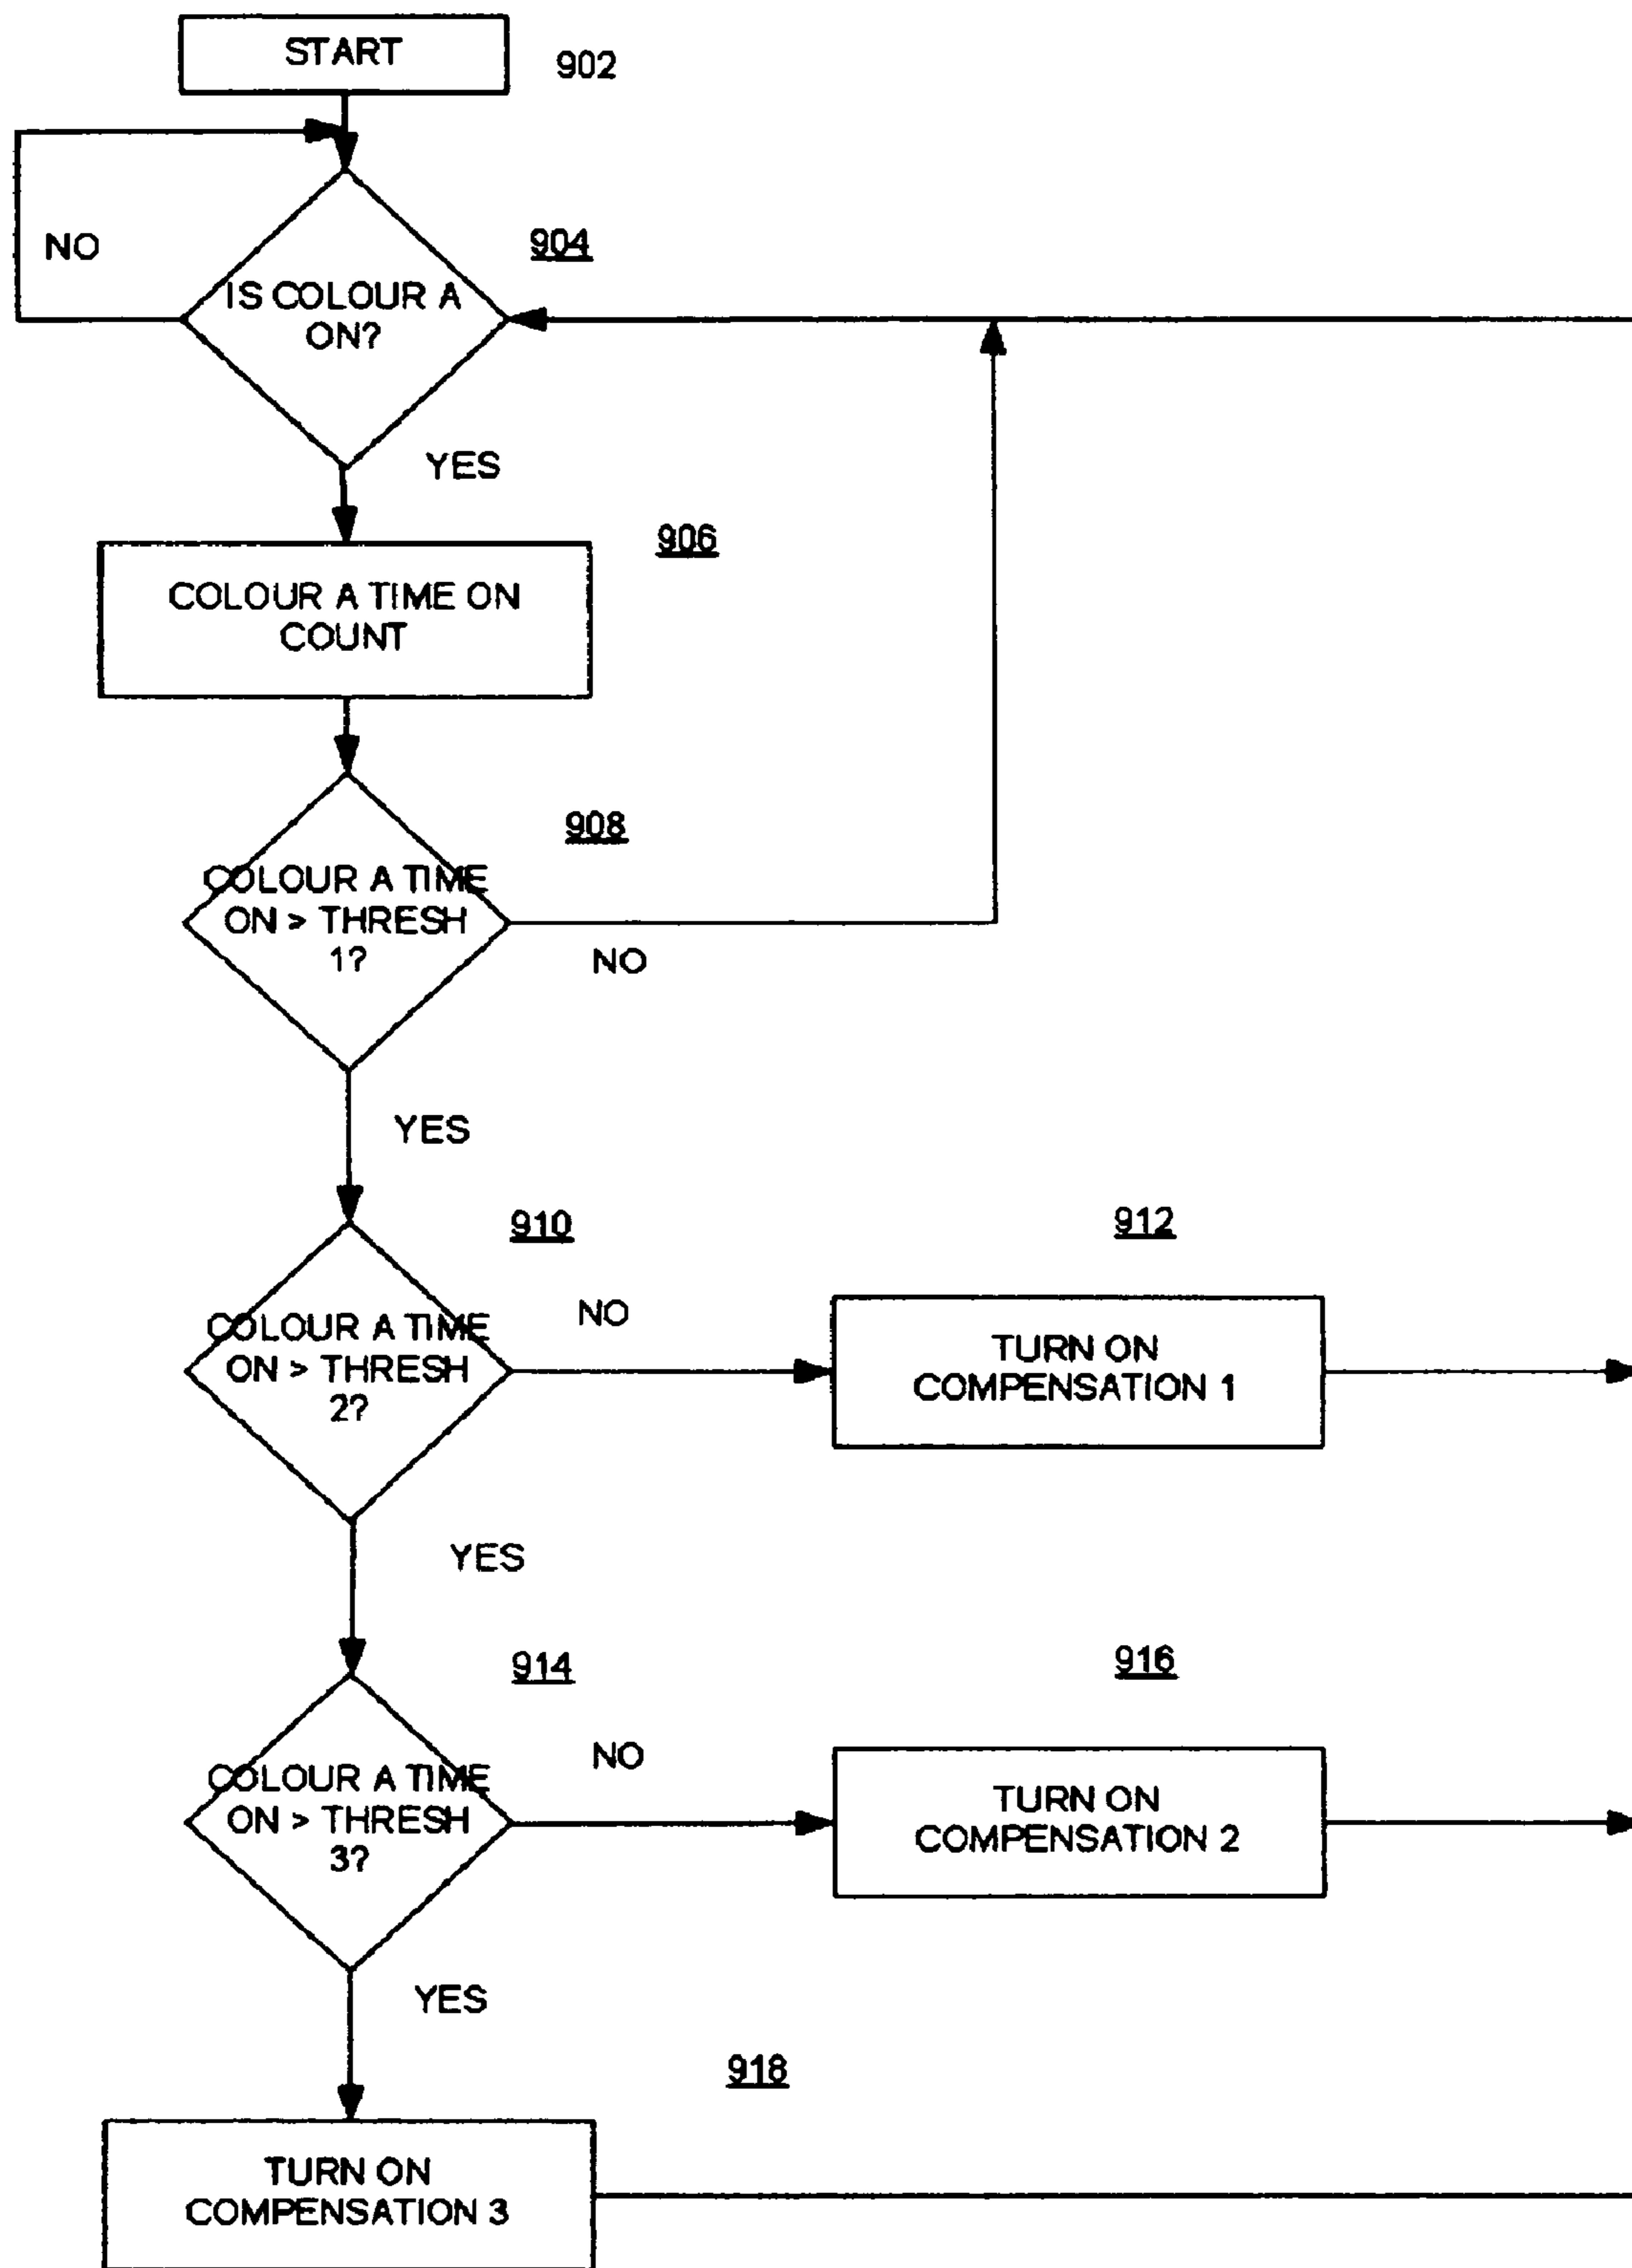 START
902
NO
904
IS COLOUR A
ON?
YES
906
COLOUR A TIME ON
COUNT
908
COLOUR A TIME
ON > THRESH
1?
NO
YES
910
912
NO
COLOUR A TIME
ON > THRESH
2?
TURN ON
COMPENSATION 1
YES
914
916
NO
COLOUR A TIME
ON > THRESH
3?
TURN ON
COMPENSATION 2
YES
918
TURN ON
COMPENSATION 3